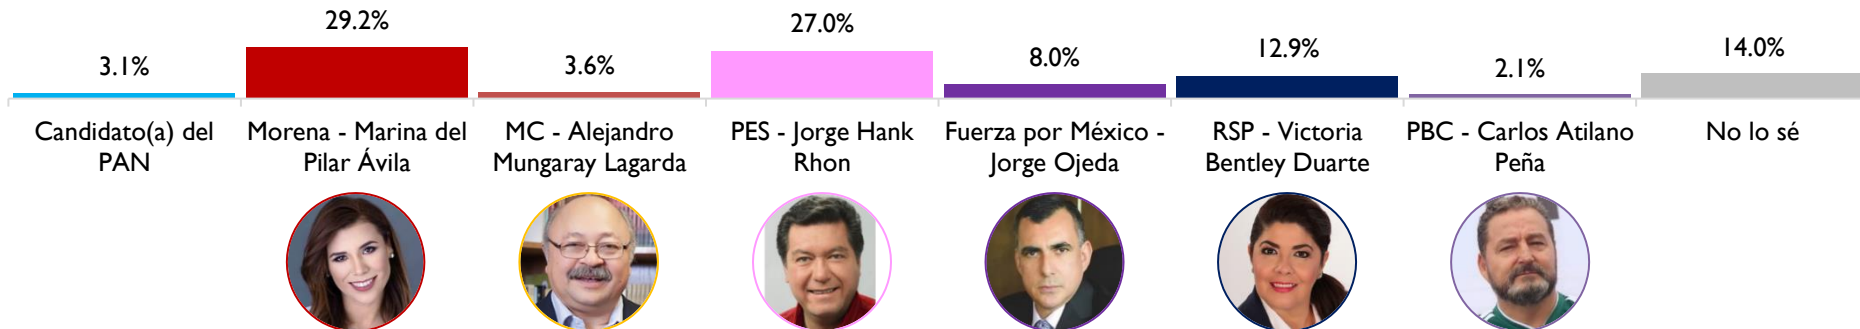 3.1%
29.2%
3.6%
27.0%
8.0%
12.9%
2.1%
14.0%
Candidato(a) del
PAN
Morena - Marina del
Pilar Ávila
MC - Alejandro
Mungaray Lagarda
PES - Jorge Hank
Rhon
Fuerza por México -
Jorge Ojeda
RSP - Victoria
Bentley Duarte
PBC - Carlos Atilano
Peña
No lo sé